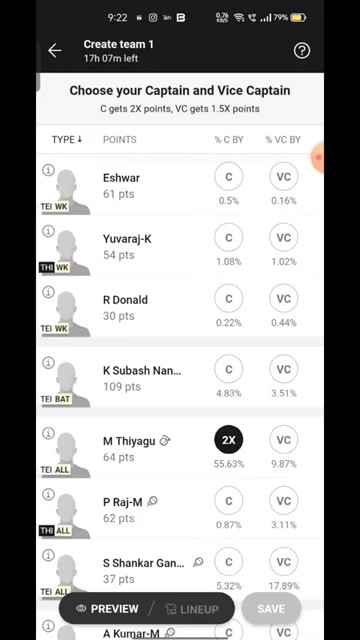 9:22
0.76
KB/S
79%
Create team 1
17h 07m left
?
Choose your Captain and Vice Captain
C gets 2X points, VC gets 1.5X points
TYPE ↓ POINTS % C BY % VC BY
Eshwar
61 pts
TEI WK
C
0.5%
VC
0.16%
Yuvaraj-K
54 pts
THI WK
C
1.08%
VC
1.02%
R Donald
30 pts
TEI WK
C
0.22%
VC
0.44%
K Subash Nan...
109 pts
TEI BAT
C
4.83%
VC
3.51%
M Thiyagu
64 pts
TEI ALL
2X
55.63%
VC
9.87%
P Raj-M
62 pts
THI ALL
C
0.87%
VC
3.11%
S Shankar Gan...
37 pts
TEI ALL
C
5.32%
VC
17.89%
PREVIEW / LINEUP
SAVE
A Kumar-M